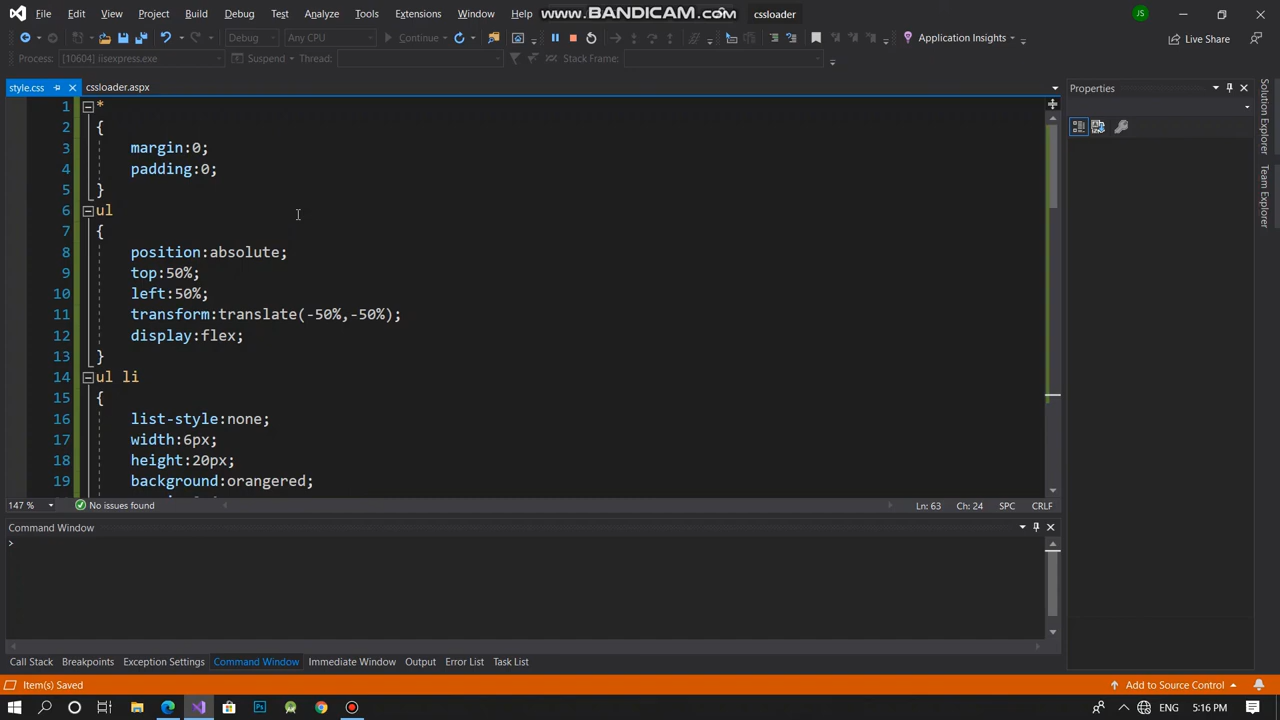 File Edit View Project Build Debug Test Analyze Tools Extensions Window Help www.BANDICAM.com cssloader JS
Debug Any CPU Continue Application Insights Live Share
Process: [10604] iisexpress.exe Suspend Thread: Stack Frame:
style.css cssloader.aspx Properties
1 *
2 {
3 margin:0;
4 padding:0;
5 }
6 ul
7 {
8 position:absolute;
9 top:50%;
10 left:50%;
11 transform:translate(-50%,-50%);
12 display:flex;
13 }
14 ul li
15 {
16 list-style:none;
17 width:6px;
18 height:20px;
19 background:orangered;
Solution Explorer
Team Explorer
147 % No issues found Ln: 63 Ch: 24 SPC CRLF
Command Window
>
Call Stack Breakpoints Exception Settings Command Window Immediate Window Output Error List Task List
Item(s) Saved Add to Source Control
Ps ENG 5:16 PM